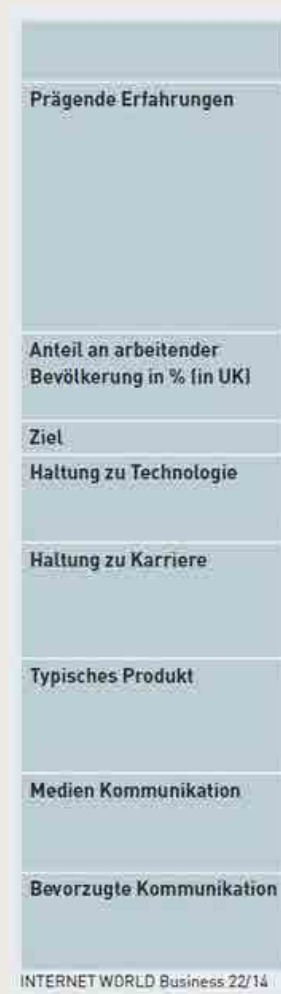 Prägende Erfahrungen
Anteil an arbeitender
Bevölkerung in % (in UK)
Ziel
Haltung zu Technologie
Haltung zu Karriere
Typisches Produkt
Medien Kommunikation
Bevorzugte Kommunikation
INTERNET WORLD Business 22/14